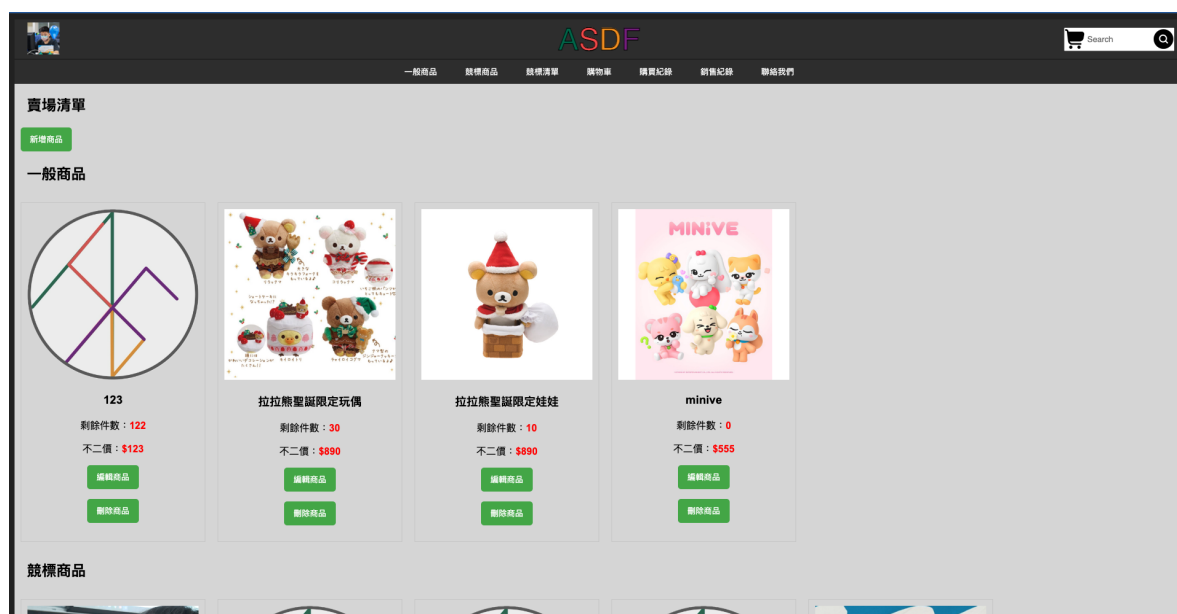 ASDF
Search
一般商品 競標商品 競標清單 購物車 購買紀錄 銷售紀錄 聯絡我們
賣場清單
新增商品
一般商品
MINiVE
123
拉拉熊聖誕限定玩偶
拉拉熊聖誕限定娃娃
minive
剩餘件數：122
剩餘件數：30
剩餘件數：10
剩餘件數：0
不二價：$123
不二價：$890
不二價：$890
不二價：$555
編輯商品
編輯商品
編輯商品
編輯商品
刪除商品
刪除商品
刪除商品
刪除商品
競標商品